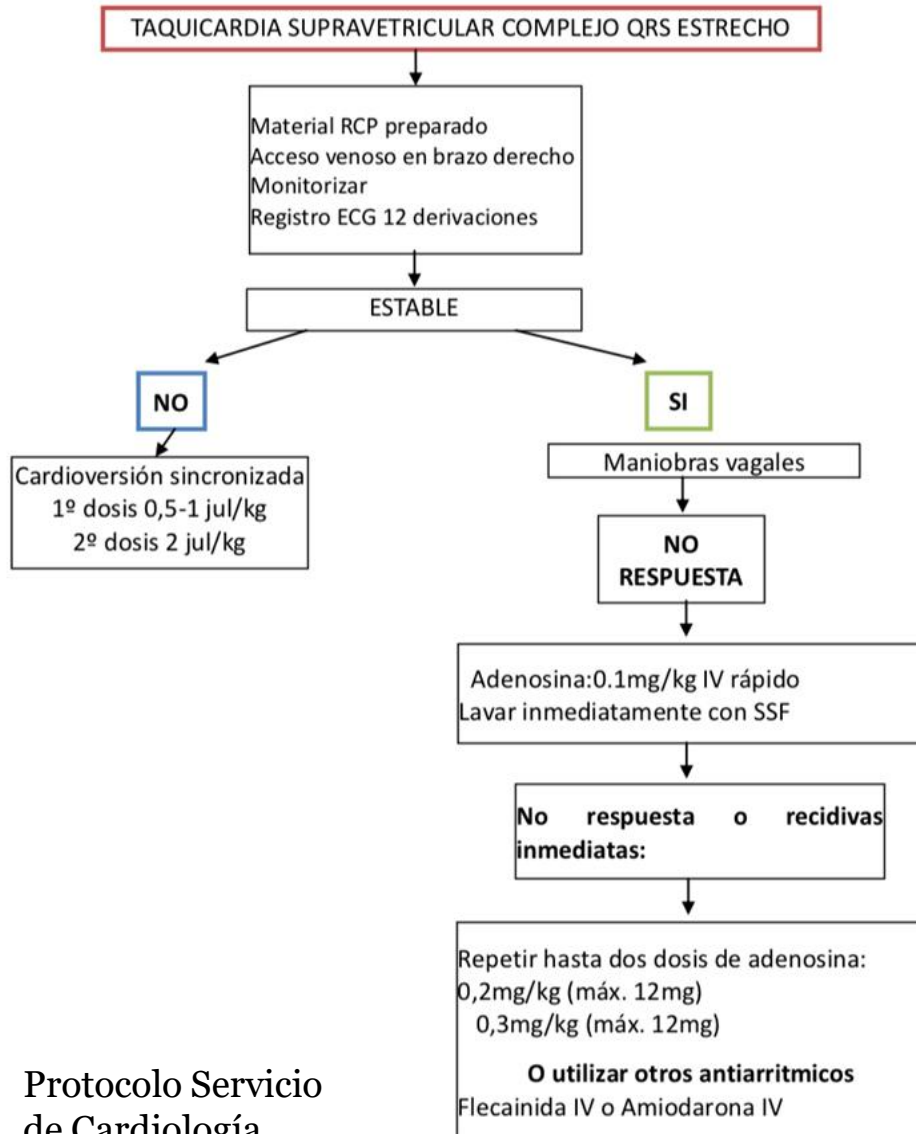 TAQUICARDIA SUPRAVETRICULAR COMPLEJO QRS ESTRECHO
Material RCP preparado
Acceso venoso en brazo derecho
Monitorizar
Registro ECG 12 derivaciones
ESTABLE
NO
Cardioversión sincronizada
1º dosis 0,5-1 jul/kg
2º dosis 2 jul/kg
SI
Maniobras vagales
NO
RESPUESTA
Adenosina:0.1mg/kg IV rápido
Lavar inmediatamente con SSF
No respuesta o recidivas
inmediatas:
Repetir hasta dos dosis de adenosina:
0,2mg/kg (máx. 12mg)
0,3mg/kg (máx. 12mg)
O utilizar otros antiarritmicos
Flecainida IV o Amiodarona IV
Protocolo Servicio
de Cardiología